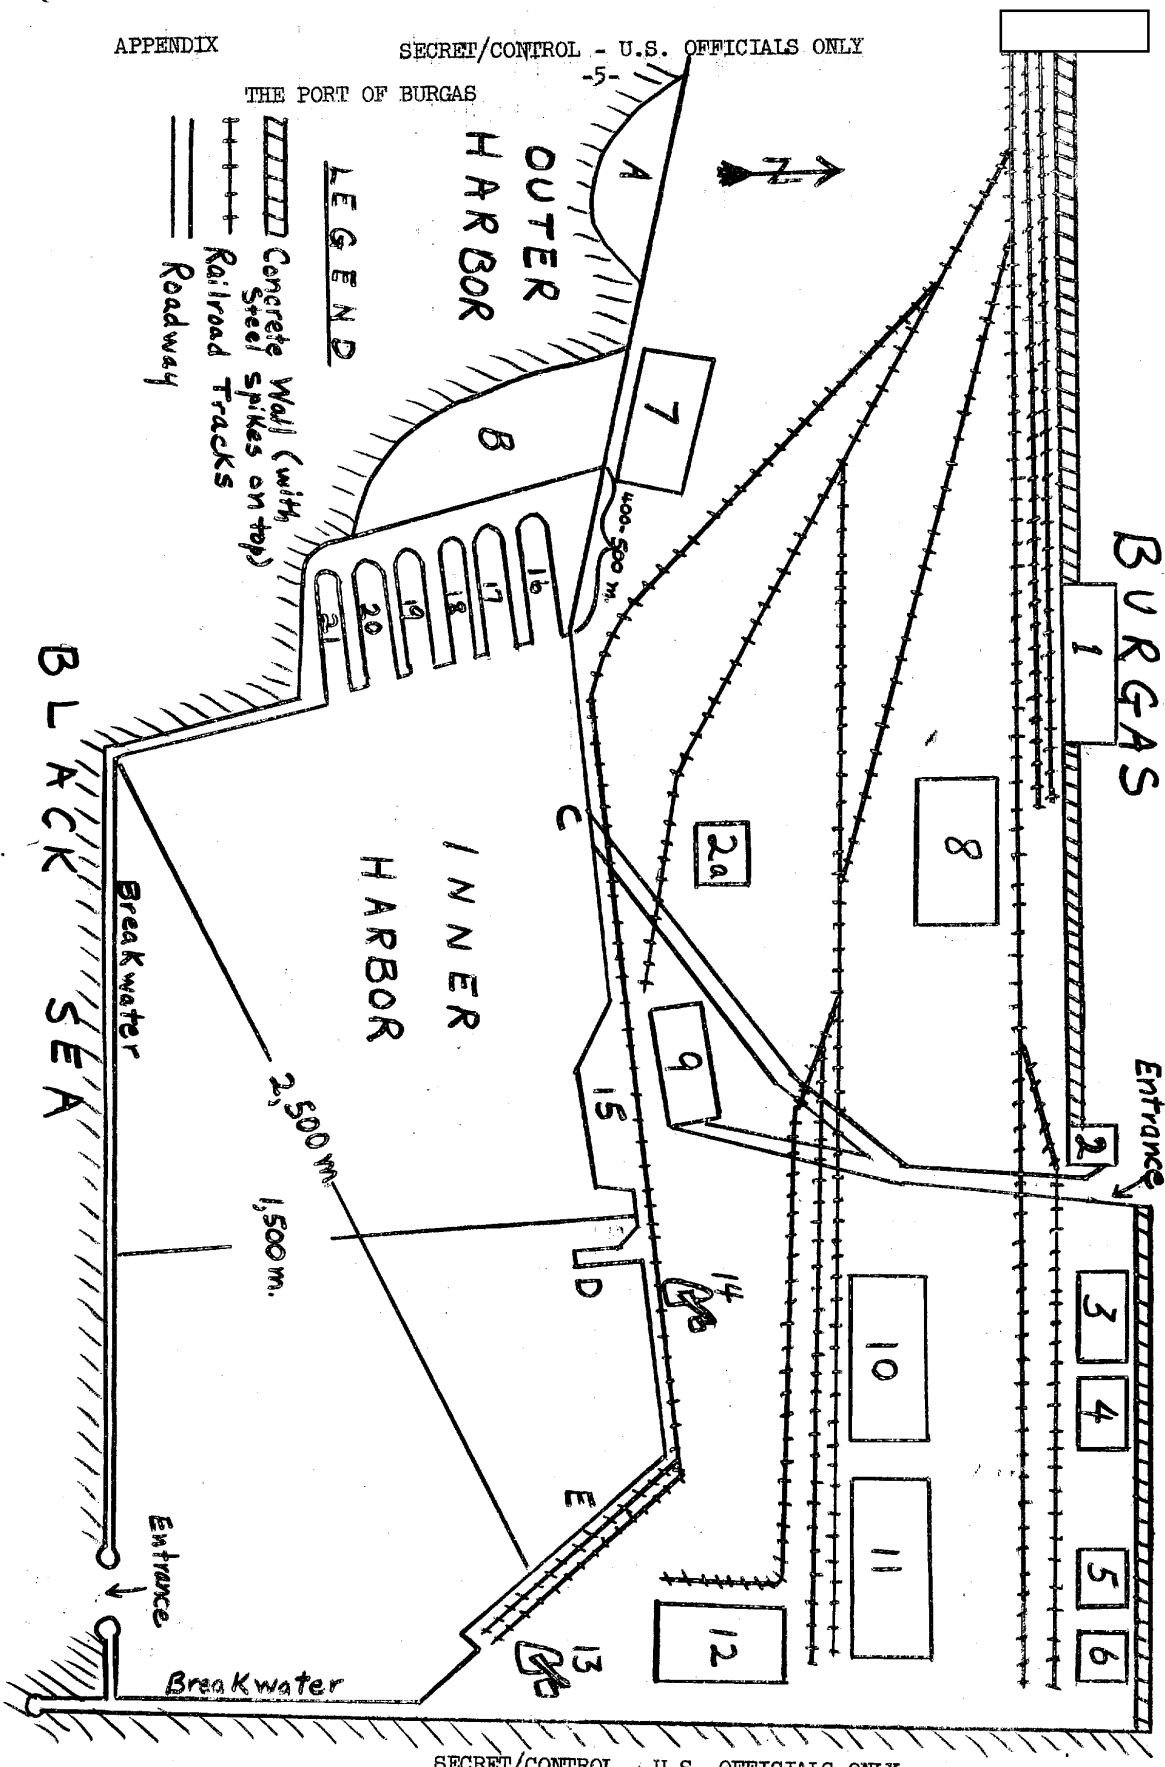 APPENDIX
SECRET/CONTROL - U.S. OFFICIALS ONLY
-5-
THE PORT OF BURGAS
LEGEND
Concrete Wall (with
Steel spikes on top)
Railroad Tracks
Roadway
N
BURGAS
OUTER
HARBOR
INNER
HARBOR
BLACK SEA
Entrance
1
2
3
4
5
6
7
8
2a
9
10
11
12
13
14
15
16
17
18
19
20
21
A
B
C
D
E
400-500 m.
2,500 m
1,500 m.
Breakwater
Entrance
Breakwater
SECRET/CONTROL - U.S. OFFICIALS ONLY